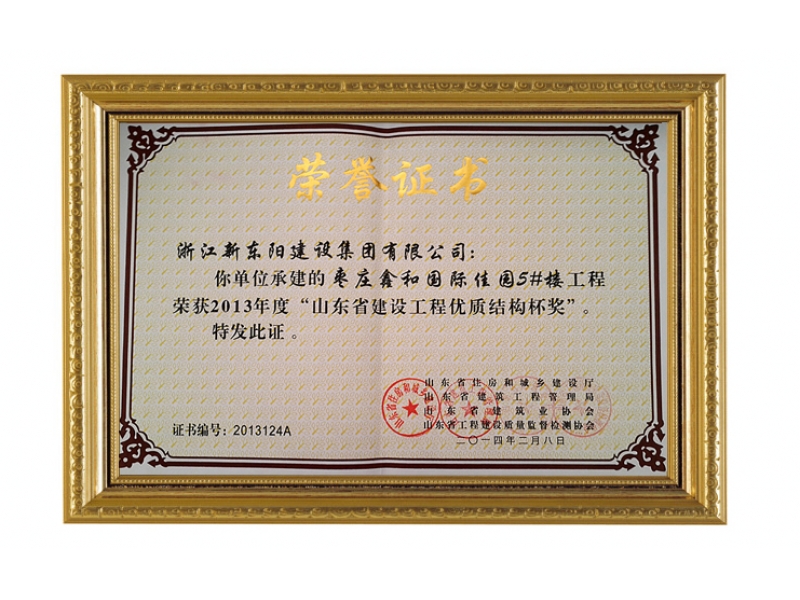 荣誉证书
浙江新东阳建设集团有限公司：
你单位承建的枣庄鑫和国际佳园5#楼工程
荣获2013年度“山东省建设工程优质结构杯奖”。
特发此证。
山东省住房和城乡建设厅
山东省建筑工程管理局
山东省建筑业协会
山东省工程建设质量监督检测协会
证书编号：2013124A
二〇一四年二月八日